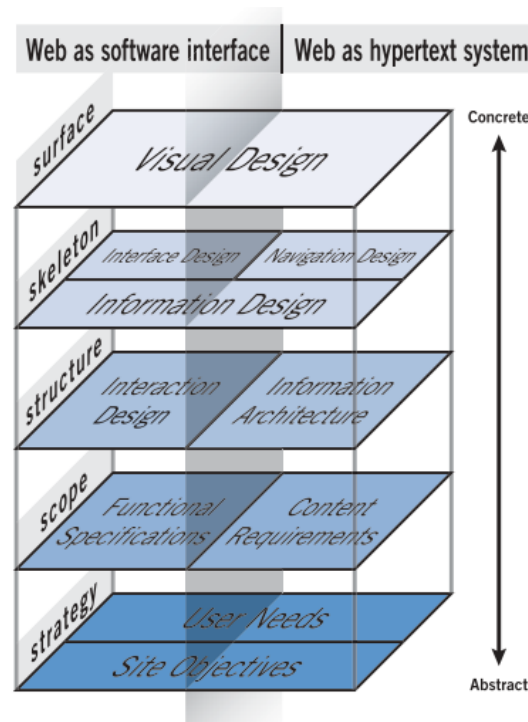 Web as software interface
Web as hypertext system
Concrete
surface
Visual Design
skeleton
Interface Design
Navigation Design
Information Design
structure
Interaction
Design
Information
Architecture
scope
Functional
Specifications
Content
Requirements
strategy
User Needs
Site Objectives
Abstract